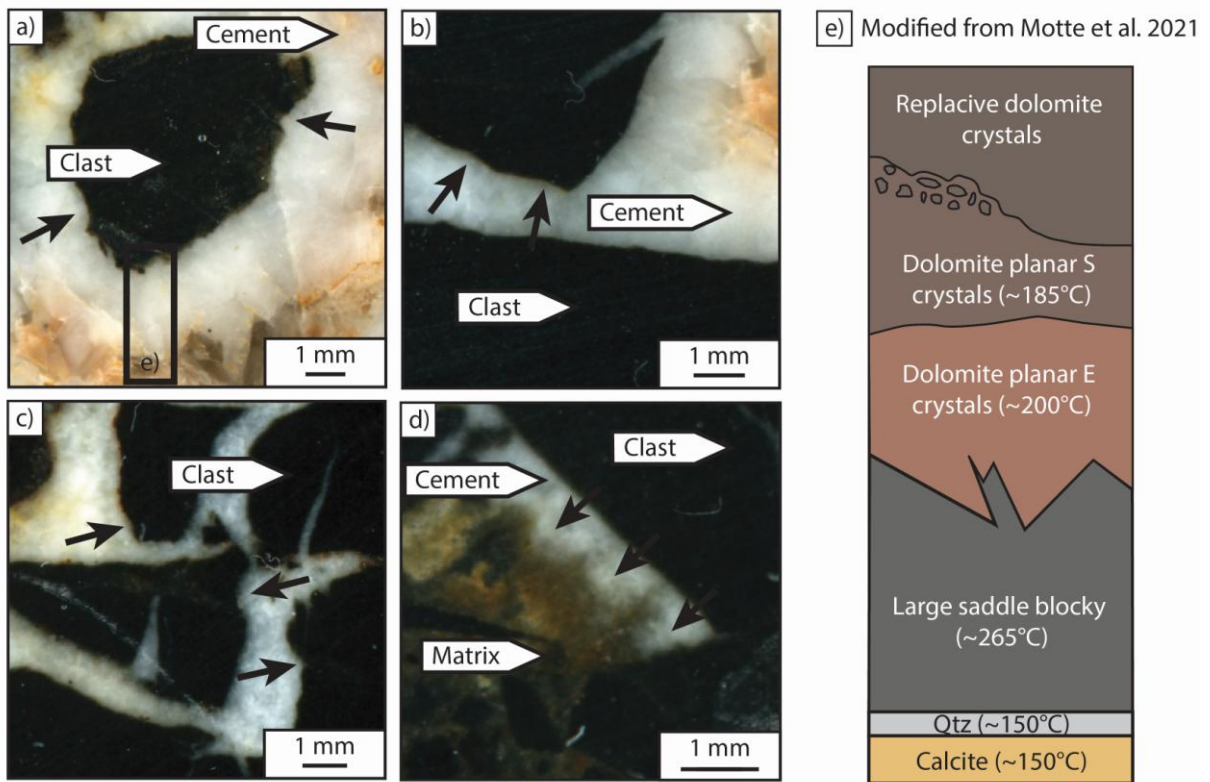 a)
Cement
Clast
e)
1 mm
b)
Cement
Clast
1 mm
c)
Clast
1 mm
d)
Cement
Clast
Matrix
1 mm
e) Modified from Motte et al. 2021
Replacive dolomite
crystals
Dolomite planar S
crystals (~185°C)
Dolomite planar E
crystals (~200°C)
Large saddle blocky
(~265°C)
Qtz (~150°C)
Calcite (~150°C)